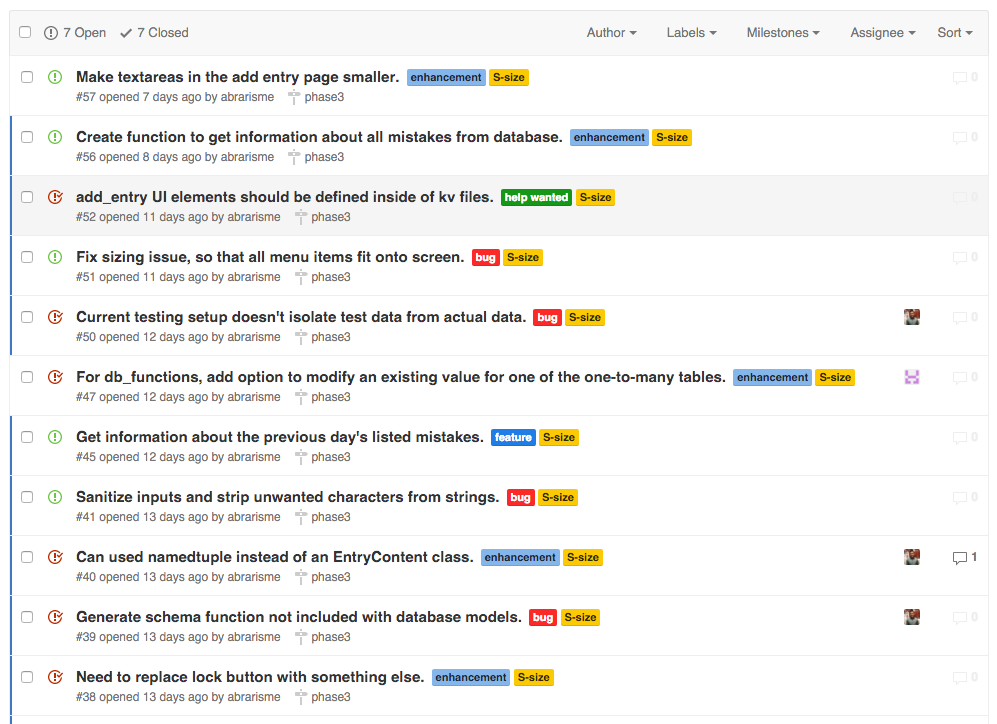 7 Open 7 Closed Author Labels Milestones Assignee Sort
Make textareas in the add entry page smaller. enhancement S-size 0
#57 opened 7 days ago by abrarisme phase3
Create function to get information about all mistakes from database. enhancement S-size 0
#56 opened 8 days ago by abrarisme phase3
add_entry UI elements should be defined inside of kv files. help wanted S-size 0
#52 opened 11 days ago by abrarisme phase3
Fix sizing issue, so that all menu items fit onto screen. bug S-size 0
#51 opened 11 days ago by abrarisme phase3
Current testing setup doesn't isolate test data from actual data. bug S-size 0
#50 opened 12 days ago by abrarisme phase3
For db_functions, add option to modify an existing value for one of the one-to-many tables. enhancement S-size 0
#47 opened 12 days ago by abrarisme phase3
Get information about the previous day's listed mistakes. feature S-size 0
#45 opened 12 days ago by abrarisme phase3
Sanitize inputs and strip unwanted characters from strings. bug S-size 0
#41 opened 13 days ago by abrarisme phase3
Can used namedtuple instead of an EntryContent class. enhancement S-size 1
#40 opened 13 days ago by abrarisme phase3
Generate schema function not included with database models. bug S-size 0
#39 opened 13 days ago by abrarisme phase3
Need to replace lock button with something else. enhancement S-size 0
#38 opened 13 days ago by abrarisme phase3